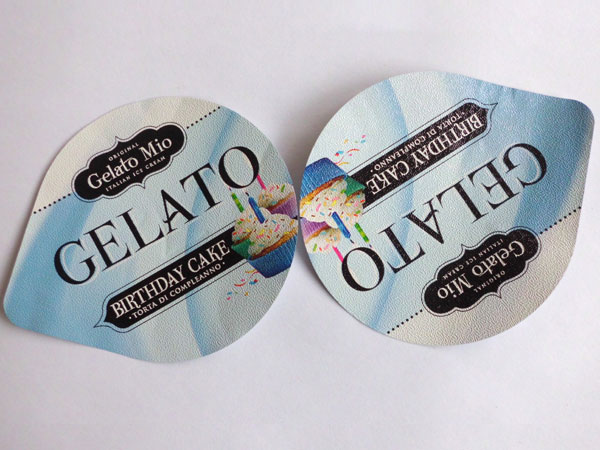 ORIGINAL
Gelato Mio
ITALIAN ICE CREAM
GELATO
BIRTHDAY CAKE
• TORTA DI COMPLEANNO •
ORIGINAL
Gelato Mio
ITALIAN ICE CREAM
GELATO
BIRTHDAY CAKE
• TORTA DI COMPLEANNO •